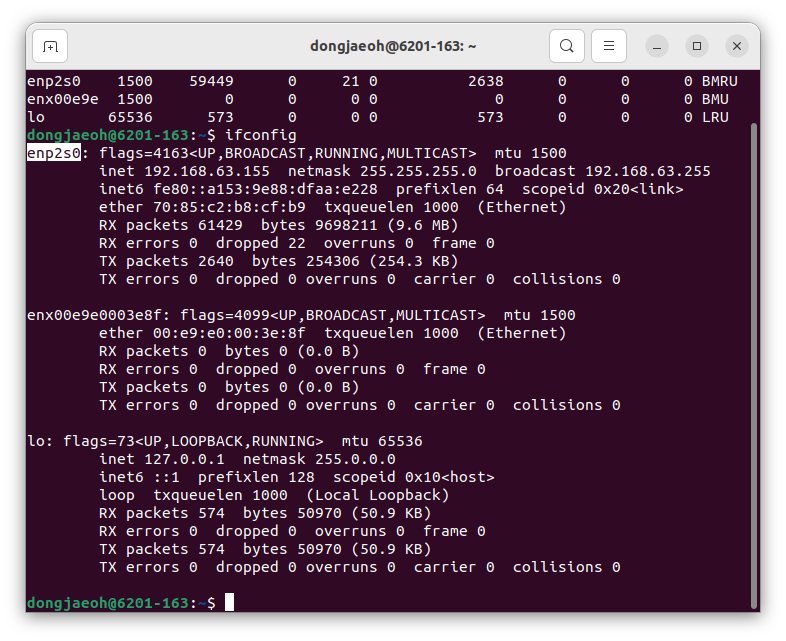 dongjaeoh@6201-163: ~
enp2s0    1500    59449      0     21 0          2638      0      0      0 BMRU
enx00e9e  1500        0      0      0 0             0      0      0      0 BMU
lo       65536      573      0      0 0           573      0      0      0 LRU
dongjaeoh@6201-163:~$ ifconfig
enp2s0: flags=4163<UP,BROADCAST,RUNNING,MULTICAST>  mtu 1500
        inet 192.168.63.155  netmask 255.255.255.0  broadcast 192.168.63.255
        inet6 fe80::a153:9e88:dfaa:e228  prefixlen 64  scopeid 0x20<link>
        ether 70:85:c2:b8:cf:b9  txqueuelen 1000  (Ethernet)
        RX packets 61429  bytes 9698211 (9.6 MB)
        RX errors 0  dropped 22  overruns 0  frame 0
        TX packets 2640  bytes 254306 (254.3 KB)
        TX errors 0  dropped 0 overruns 0  carrier 0  collisions 0

enx00e9e0003e8f: flags=4099<UP,BROADCAST,MULTICAST>  mtu 1500
        ether 00:e9:e0:00:3e:8f  txqueuelen 1000  (Ethernet)
        RX packets 0  bytes 0 (0.0 B)
        RX errors 0  dropped 0  overruns 0  frame 0
        TX packets 0  bytes 0 (0.0 B)
        TX errors 0  dropped 0 overruns 0  carrier 0  collisions 0

lo: flags=73<UP,LOOPBACK,RUNNING>  mtu 65536
        inet 127.0.0.1  netmask 255.0.0.0
        inet6 ::1  prefixlen 128  scopeid 0x10<host>
        loop  txqueuelen 1000  (Local Loopback)
        RX packets 574  bytes 50970 (50.9 KB)
        RX errors 0  dropped 0  overruns 0  frame 0
        TX packets 574  bytes 50970 (50.9 KB)
        TX errors 0  dropped 0 overruns 0  carrier 0  collisions 0

dongjaeoh@6201-163:~$